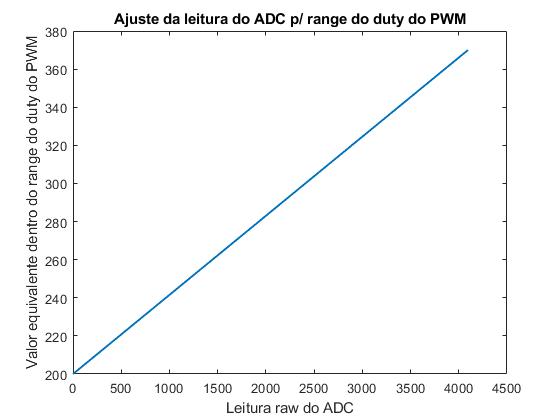 Ajuste da leitura do ADC p/ range do duty do PWM
Valor equivalente dentro do range do duty do PWM
380
360
340
320
300
280
260
240
220
200
0 500 1000 1500 2000 2500 3000 3500 4000 4500
Leitura raw do ADC